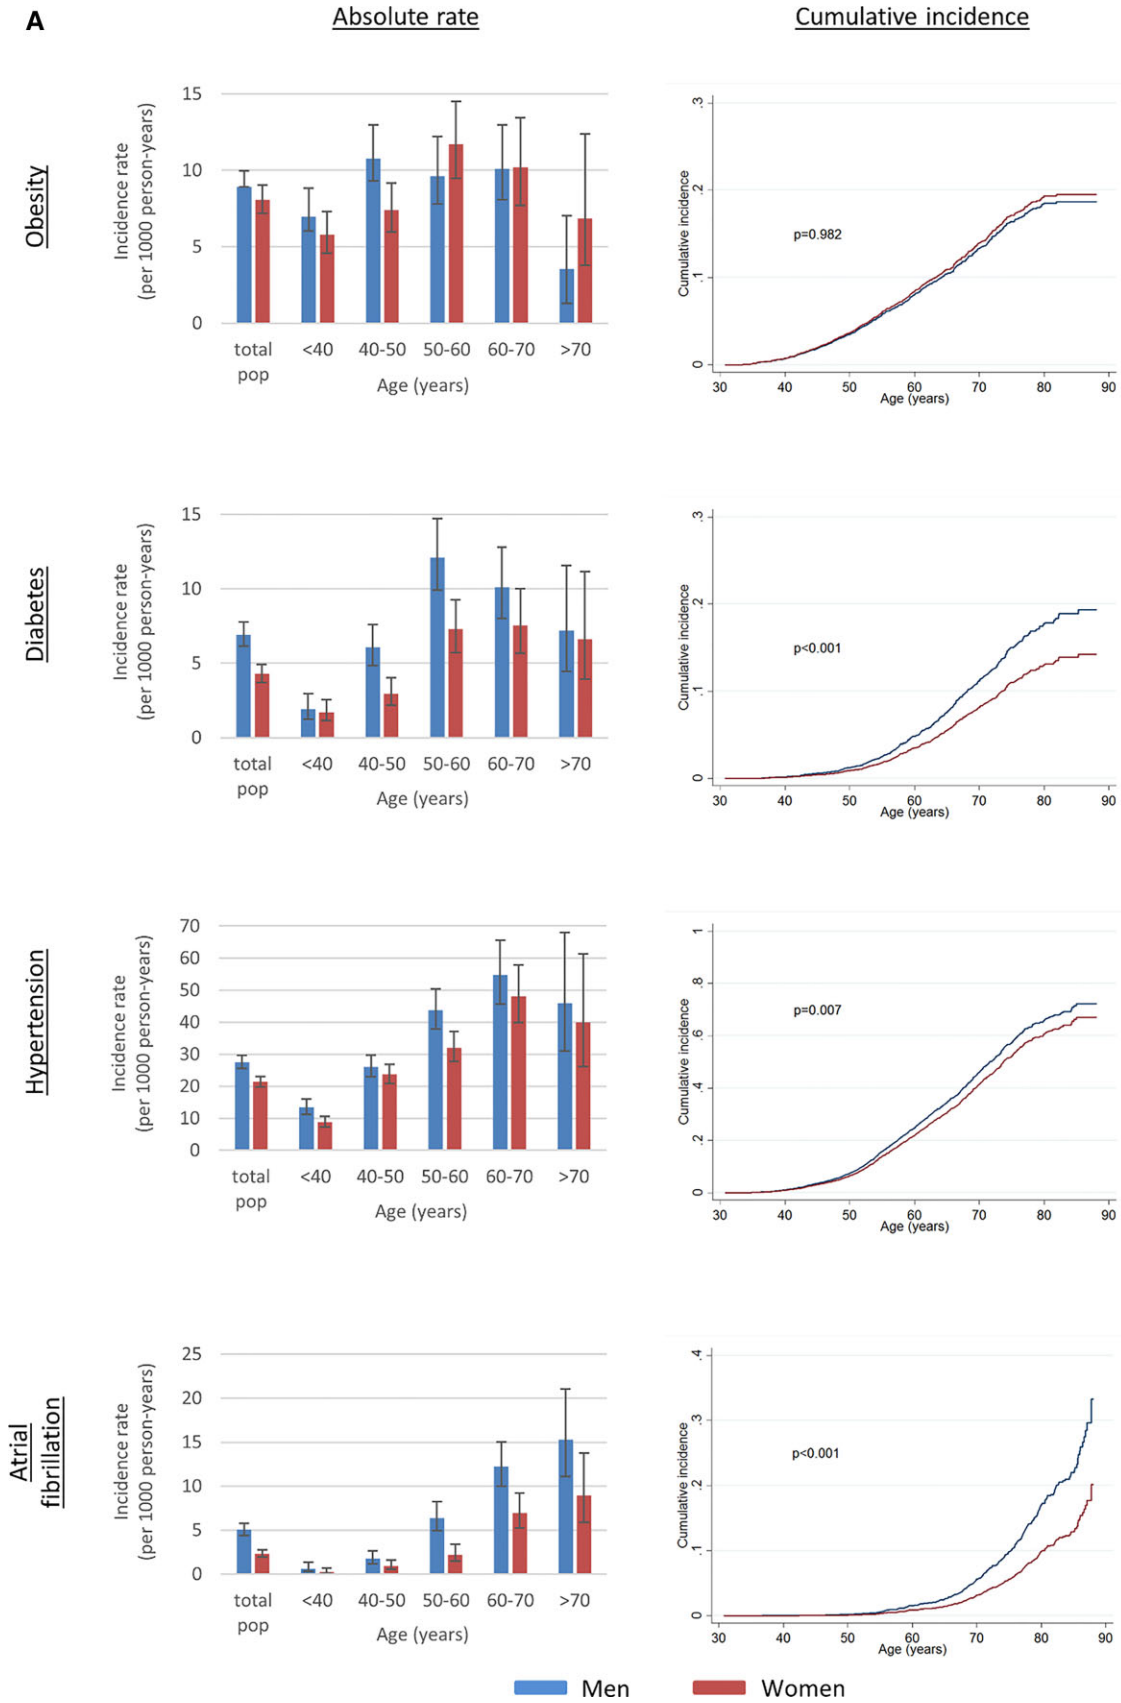 A
Absolute rate
Cumulative incidence
Obesity
Incidence rate
(per 1000 person-years)
15
10
5
0
total
pop
<40
40-50
50-60
60-70
>70
Age (years)
Cumulative incidence
.3
.2
.1
0
p=0.982
30
40
50
60
70
80
90
Age (years)
Diabetes
Incidence rate
(per 1000 person-years)
15
10
5
0
total
pop
<40
40-50
50-60
60-70
>70
Age (years)
Cumulative incidence
.3
.2
.1
0
p<0.001
30
40
50
60
70
80
90
Age (years)
Hypertension
Incidence rate
(per 1000 person-years)
70
60
50
40
30
20
10
0
total
pop
<40
40-50
50-60
60-70
>70
Age (years)
Cumulative incidence
1
.8
.6
.4
.2
0
p=0.007
30
40
50
60
70
80
90
Age (years)
Atrial
fibrillation
Incidence rate
(per 1000 person-years)
25
20
15
10
5
0
total
pop
<40
40-50
50-60
60-70
>70
Age (years)
Cumulative incidence
.4
.3
.2
.1
0
p<0.001
30
40
50
60
70
80
90
Age (years)
Men
Women